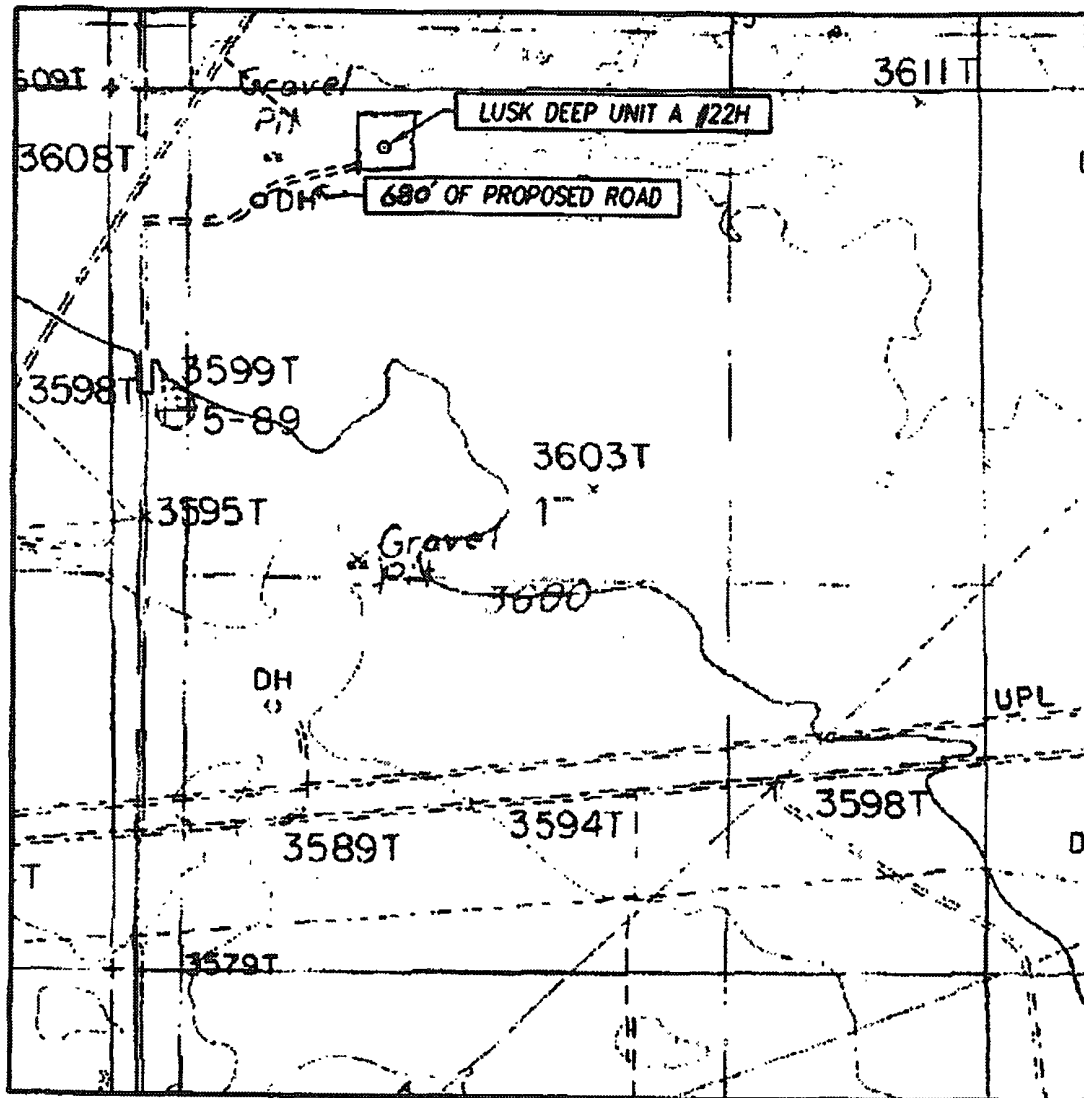 3611T
Gravel
Pit
LUSK DEEP UNIT A #22H
3608T
DH
680' OF PROPOSED ROAD
3599T
3598T
5-89
3603T
3595T
Gravel
Pit
3600
DH
UPL
3598T
3594T
3589T
T
3579T